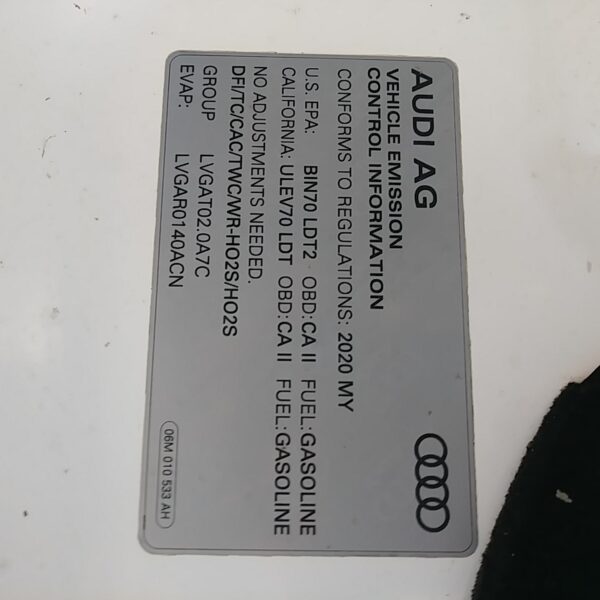 AUDI AG
VEHICLE EMISSION
CONTROL INFORMATION
CONFORMS TO REGULATIONS: 2020 MY
U.S. EPA: BIN70 LDT2 OBD: CA II FUEL: GASOLINE
CALIFORNIA: ULEV70 LDT OBD: CA II FUEL: GASOLINE
NO ADJUSTMENTS NEEDED.
DFI/TC/CAC/TWC/WR-HO2S/HO2S
GROUP LVGAT02.0A7C
EVAP: LVGAR0140ACN
06M 010 533 AH